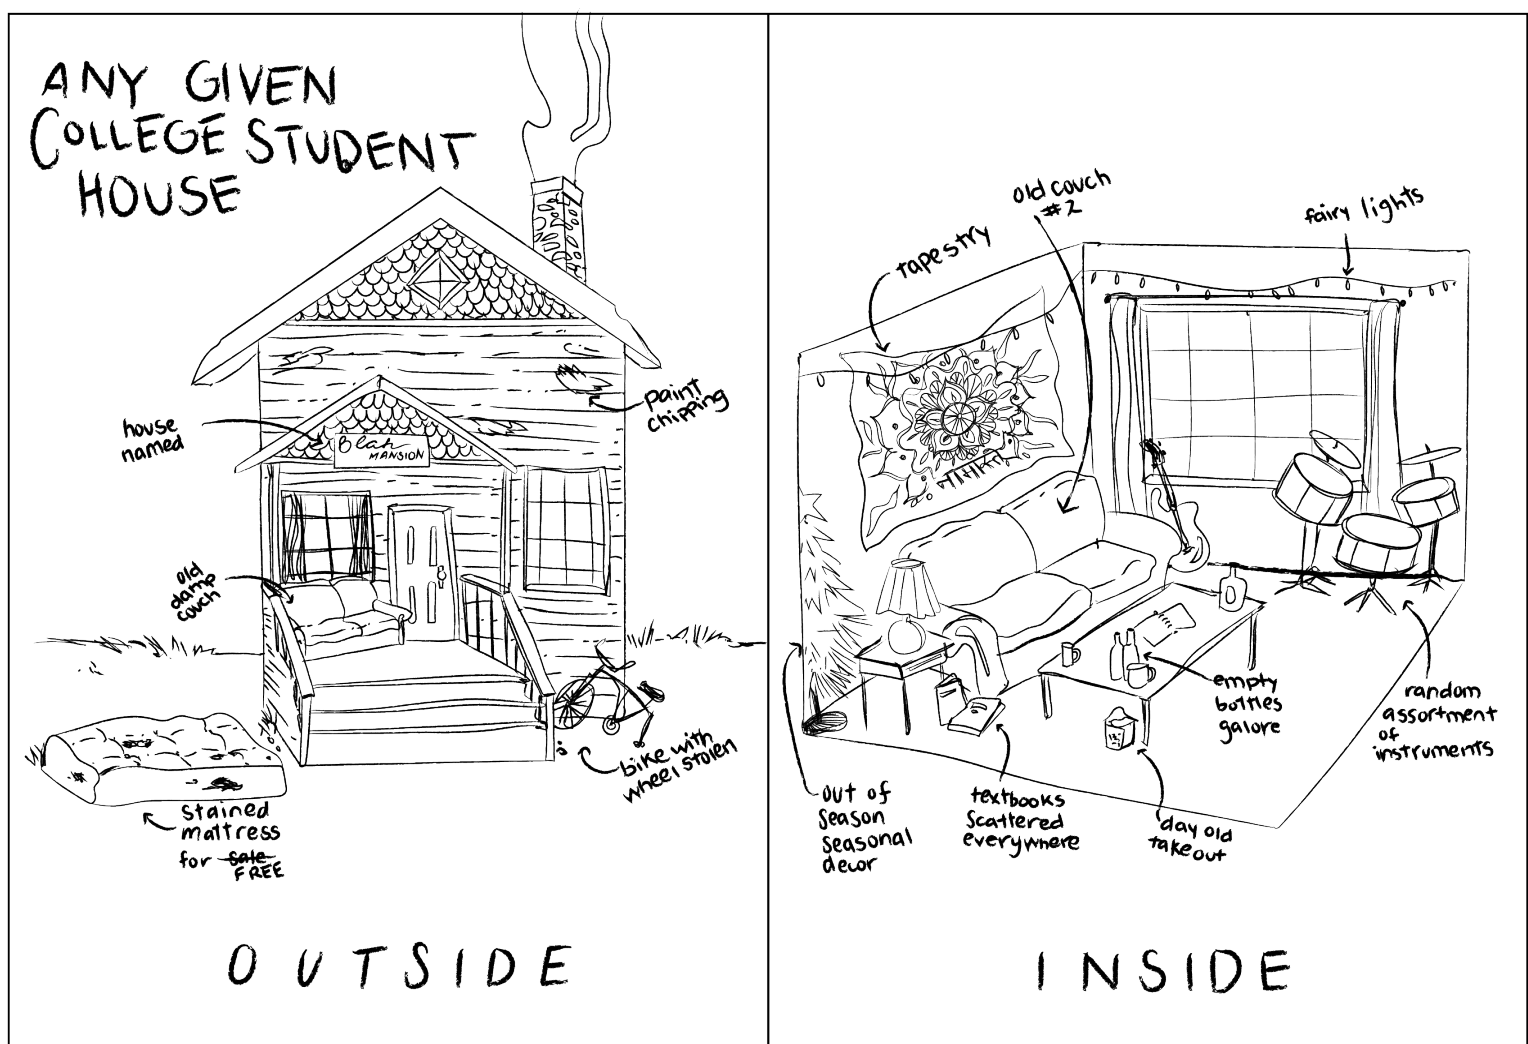 ANY GIVEN
COLLEGE STUDENT
HOUSE
house
named
Blah
MANSION
paint
chipping
old
damp
couch
bike with
wheel stolen
stained
mattress
for sale
FREE
OUTSIDE
old couch
#2
tapestry
fairy lights
empty
bottles
galore
random
assortment
of
instruments
out of
season
seasonal
decor
textbooks
scattered
everywhere
day old
takeout
INSIDE